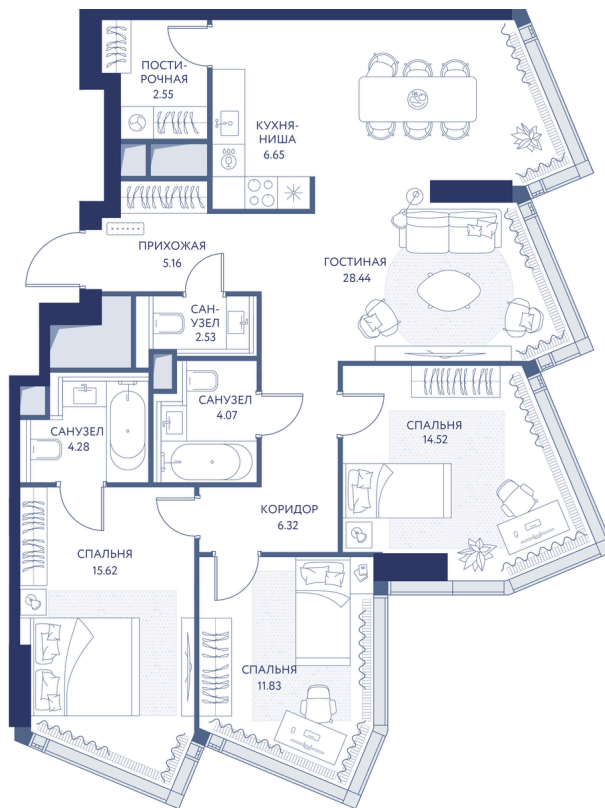 ПОСТИ-
РОЧНАЯ
2.55
КУХНЯ-
НИША
6.65
ПРИХОЖАЯ
5.16
ГОСТИНАЯ
28.44
САН-
УЗЕЛ
2.53
САНУЗЕЛ
4.07
САНУЗЕЛ
4.28
СПАЛЬНЯ
14.52
КОРИДОР
6.32
СПАЛЬНЯ
15.62
СПАЛЬНЯ
11.83